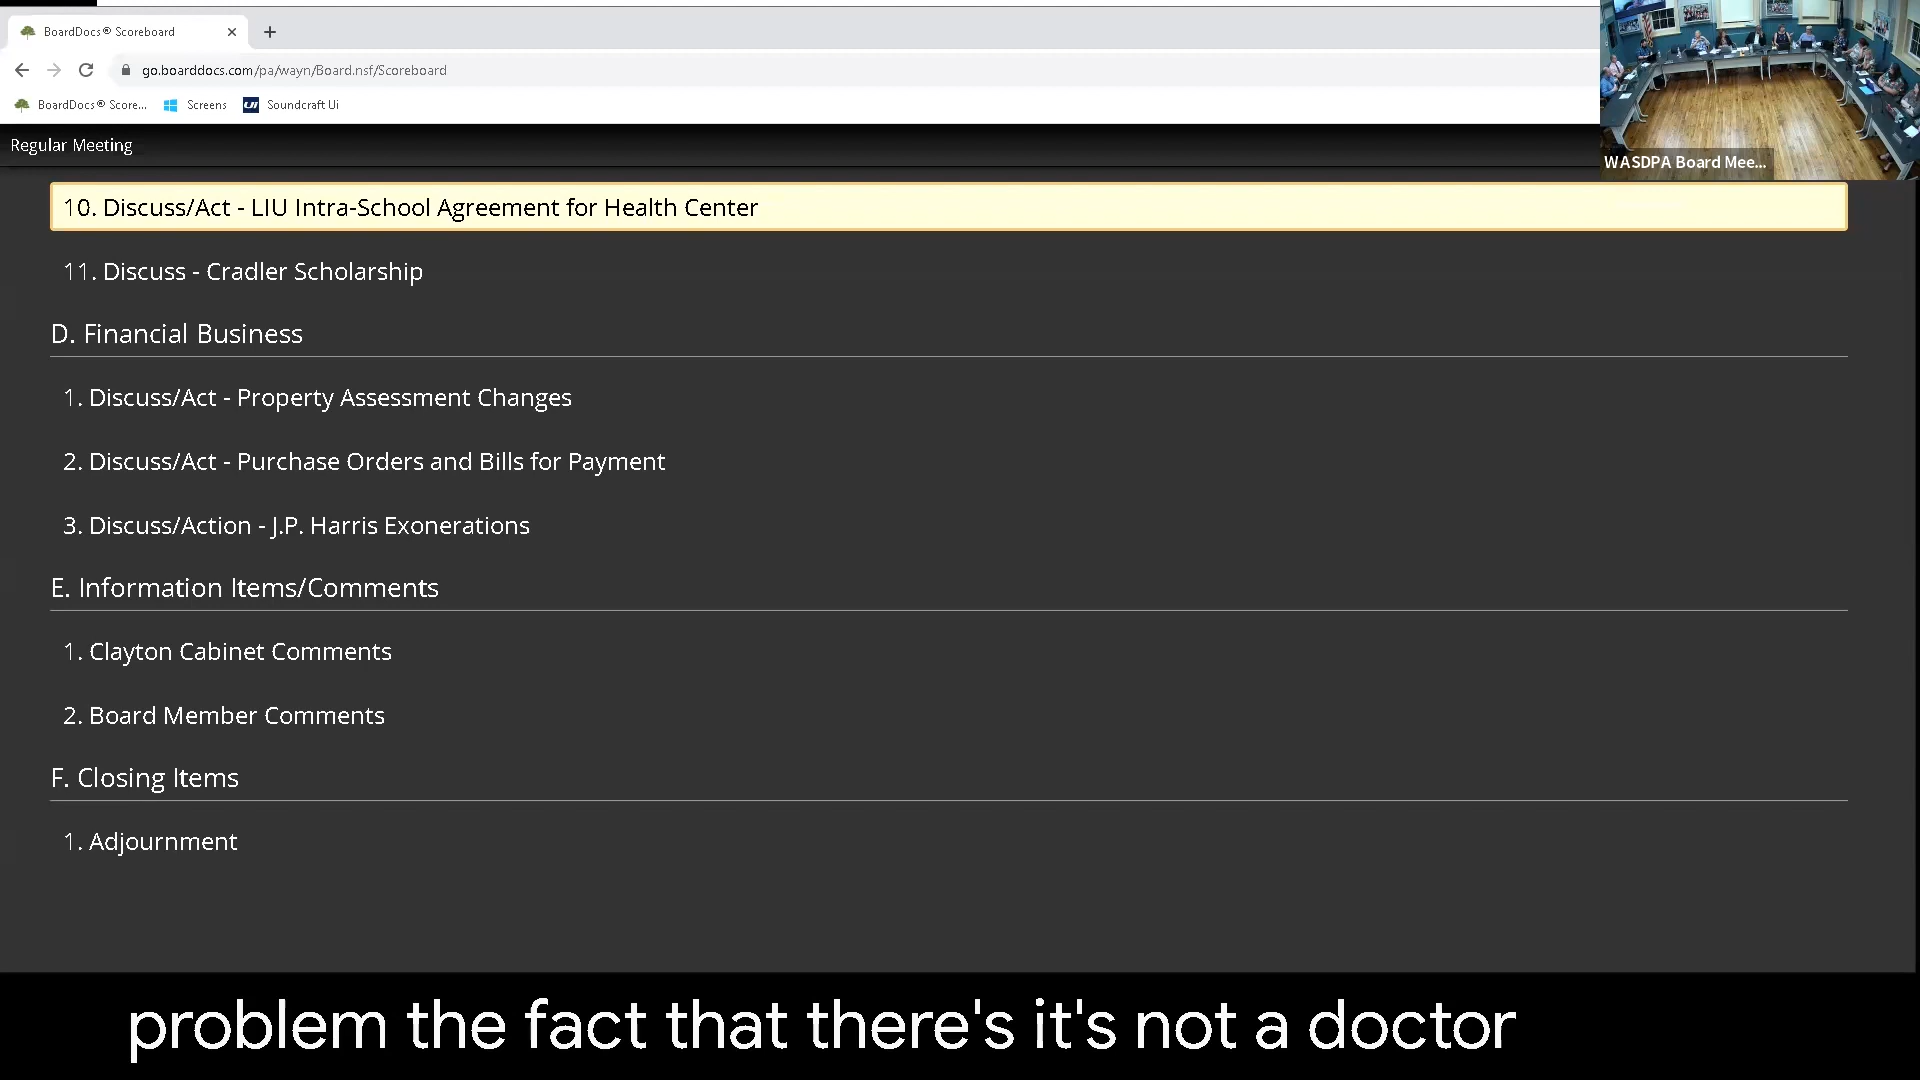 BoardDocs® Scoreboard
go.boarddocs.com/pa/wayn/Board.nsf/Scoreboard
BoardDocs® Score... Screens Soundcraft Ui
Regular Meeting
WASDPA Board Mee...
10. Discuss/Act - LIU Intra-School Agreement for Health Center
11. Discuss - Cradler Scholarship
D. Financial Business
1. Discuss/Act - Property Assessment Changes
2. Discuss/Act - Purchase Orders and Bills for Payment
3. Discuss/Action - J.P. Harris Exonerations
E. Information Items/Comments
1. Clayton Cabinet Comments
2. Board Member Comments
F. Closing Items
1. Adjournment
problem the fact that there's it's not a doctor